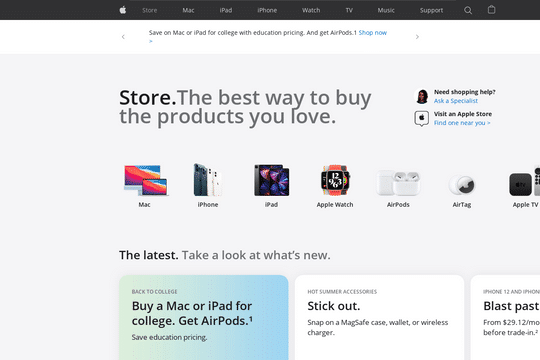 Store Mac iPad iPhone Watch TV Music Support
Save on Mac or iPad for college with education pricing. And get AirPods.1 Shop now
>
Store.The best way to buy
the products you love.
Need shopping help?
Ask a Specialist
Visit an Apple Store
Find one near you >
Mac iPhone iPad Apple Watch AirPods AirTag Apple TV
The latest. Take a look at what’s new.
BACK TO COLLEGE
Buy a Mac or iPad for
college. Get AirPods.¹
Save education pricing.
HOT SUMMER ACCESSORIES
Stick out.
Snap on a MagSafe case, wallet, or wireless
charger.
IPHONE 12 AND IPHON
Blast past
From $29.12/mo
before trade-in.²